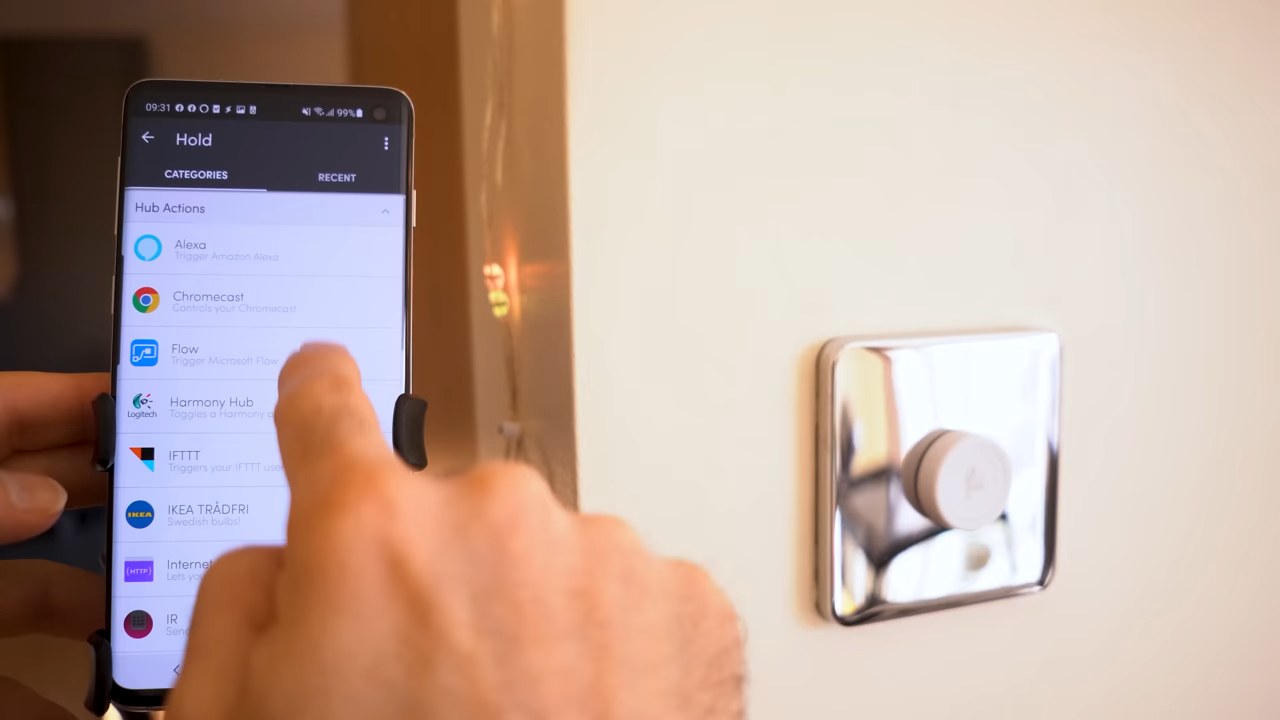 09:31 99%
Hold
CATEGORIES RECENT
Hub Actions
Alexa
Trigger Amazon Alexa
Chromecast
Controls your Chromecast
Flow
Trigger Microsoft Flow
Harmony Hub
Logitech
Toggles a Harmony
IFTTT
Triggers your IFTTT
IKEA
IKEA TRÅDFRI
Swedish bulbs!
{HTTP}
Internet
Lets
IR